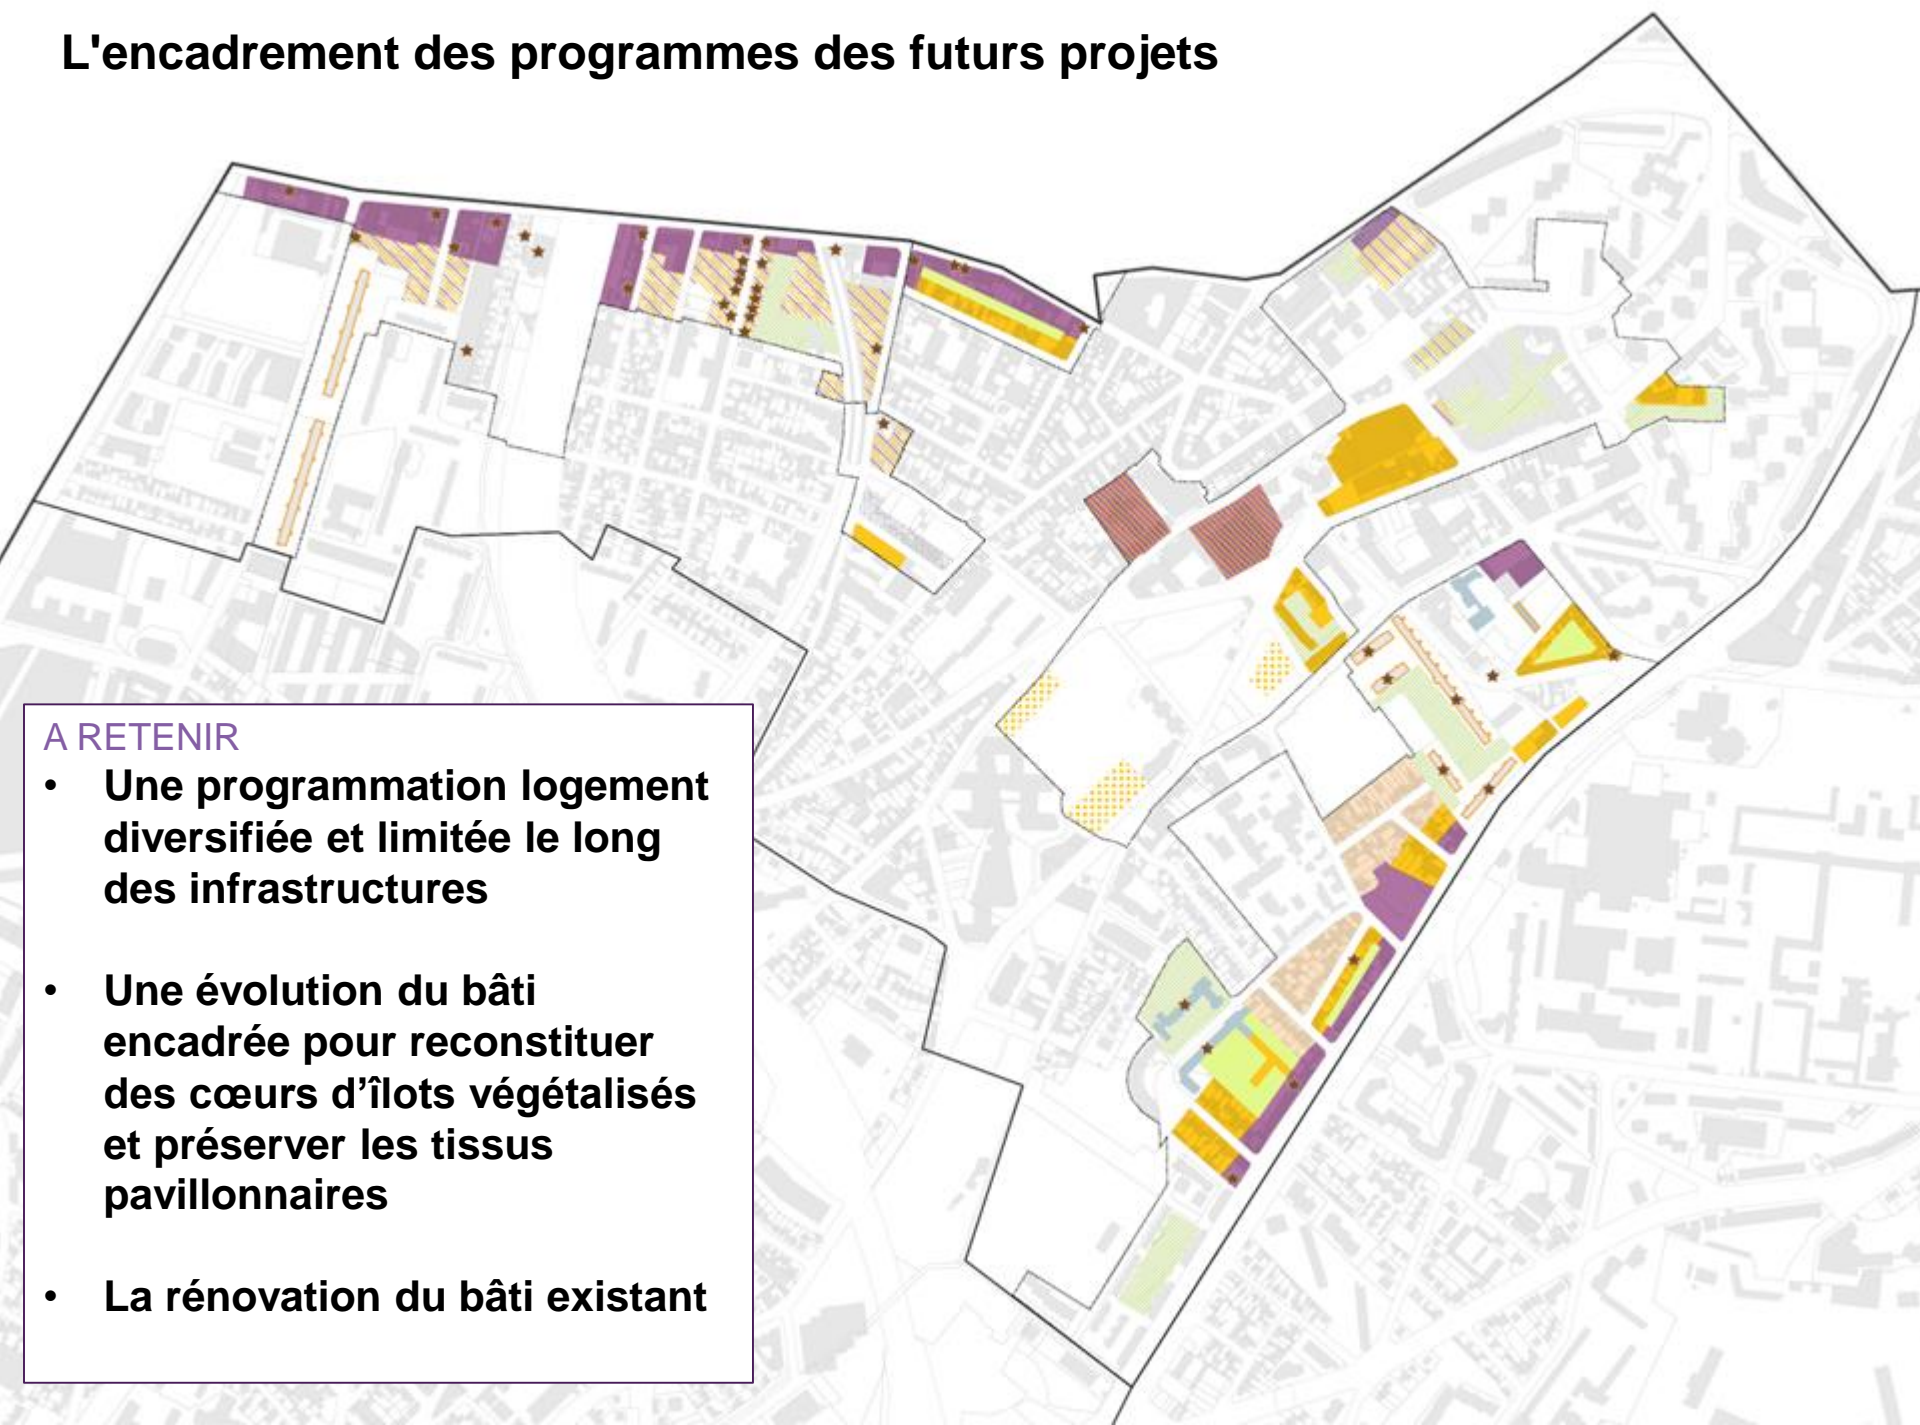 L'encadrement des programmes des futurs projets
A RETENIR
• Une programmation logement
diversifiée et limitée le long
des infrastructures
• Une évolution du bâti
encadrée pour reconstituer
des cœurs d’îlots végétalisés
et préserver les tissus
pavillonnaires
• La rénovation du bâti existant